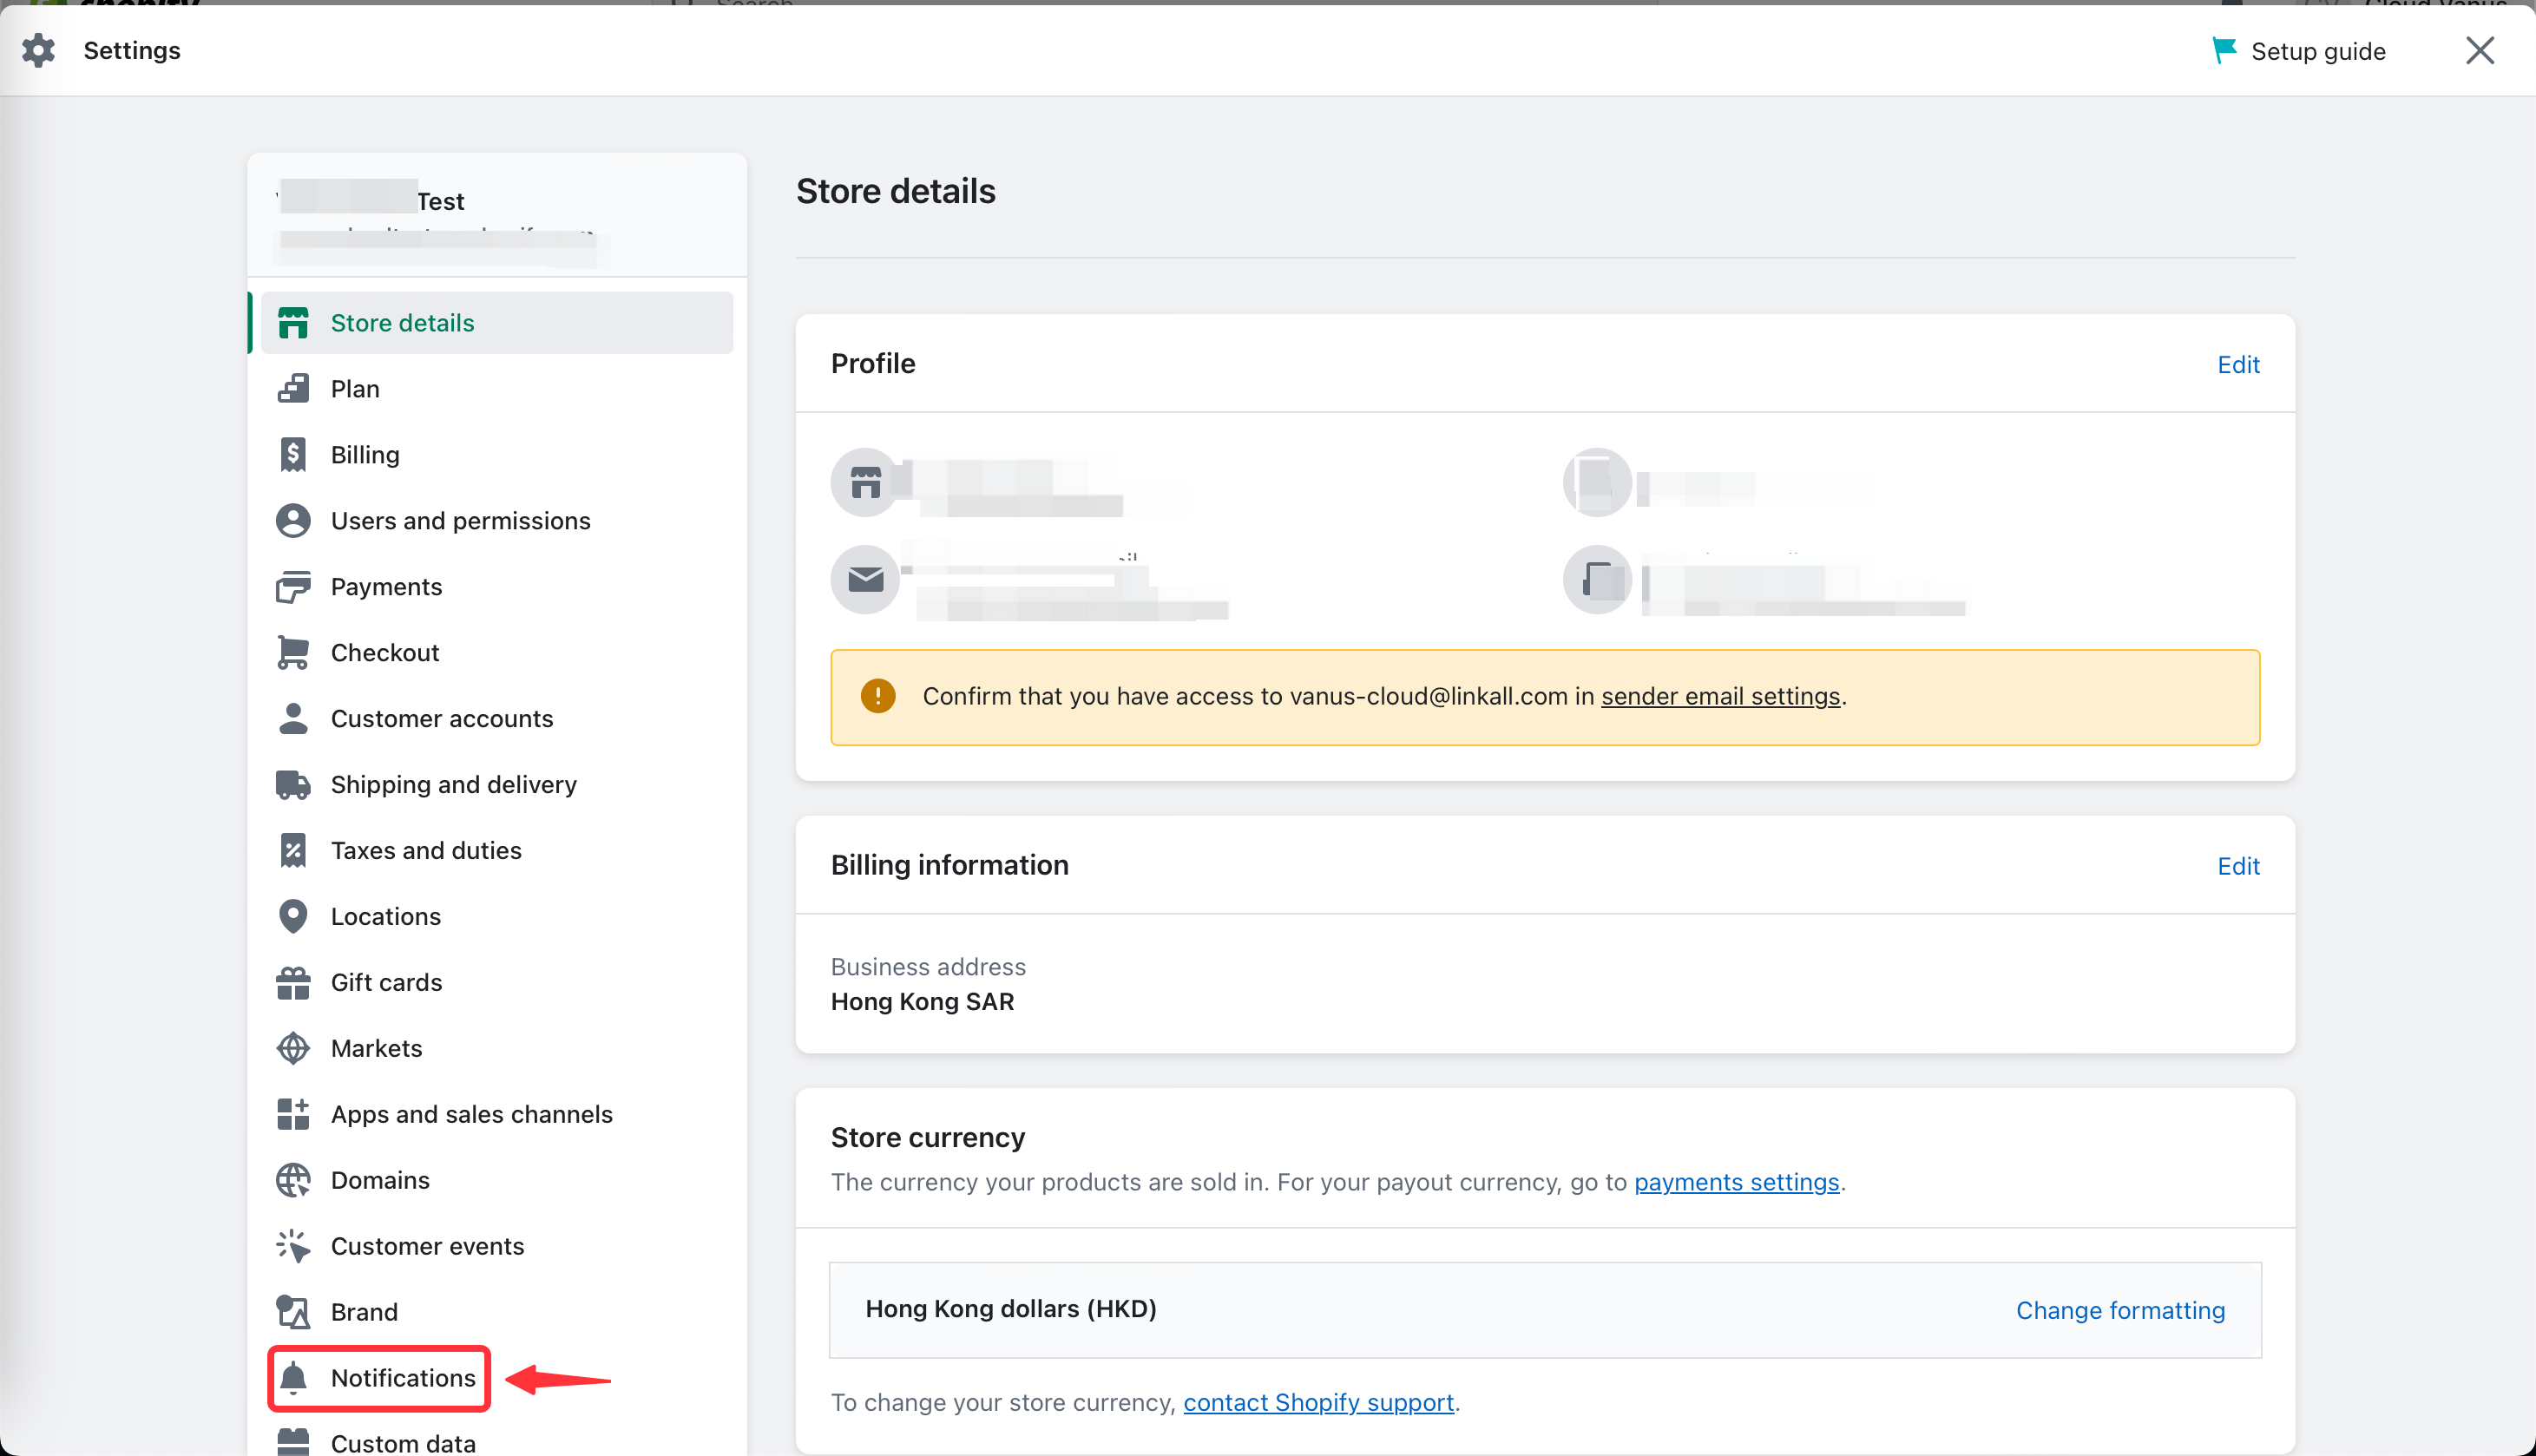 Settings
Setup guide
Test
Store details
Plan
Billing
Users and permissions
Payments
Checkout
Customer accounts
Shipping and delivery
Taxes and duties
Locations
Gift cards
Markets
Apps and sales channels
Domains
Customer events
Brand
Notifications
Custom data
Store details
Profile
Edit
Confirm that you have access to vanus-cloud@linkall.com in sender email settings.
Billing information
Edit
Business address
Hong Kong SAR
Store currency
The currency your products are sold in. For your payout currency, go to payments settings.
Hong Kong dollars (HKD)
Change formatting
To change your store currency, contact Shopify support.